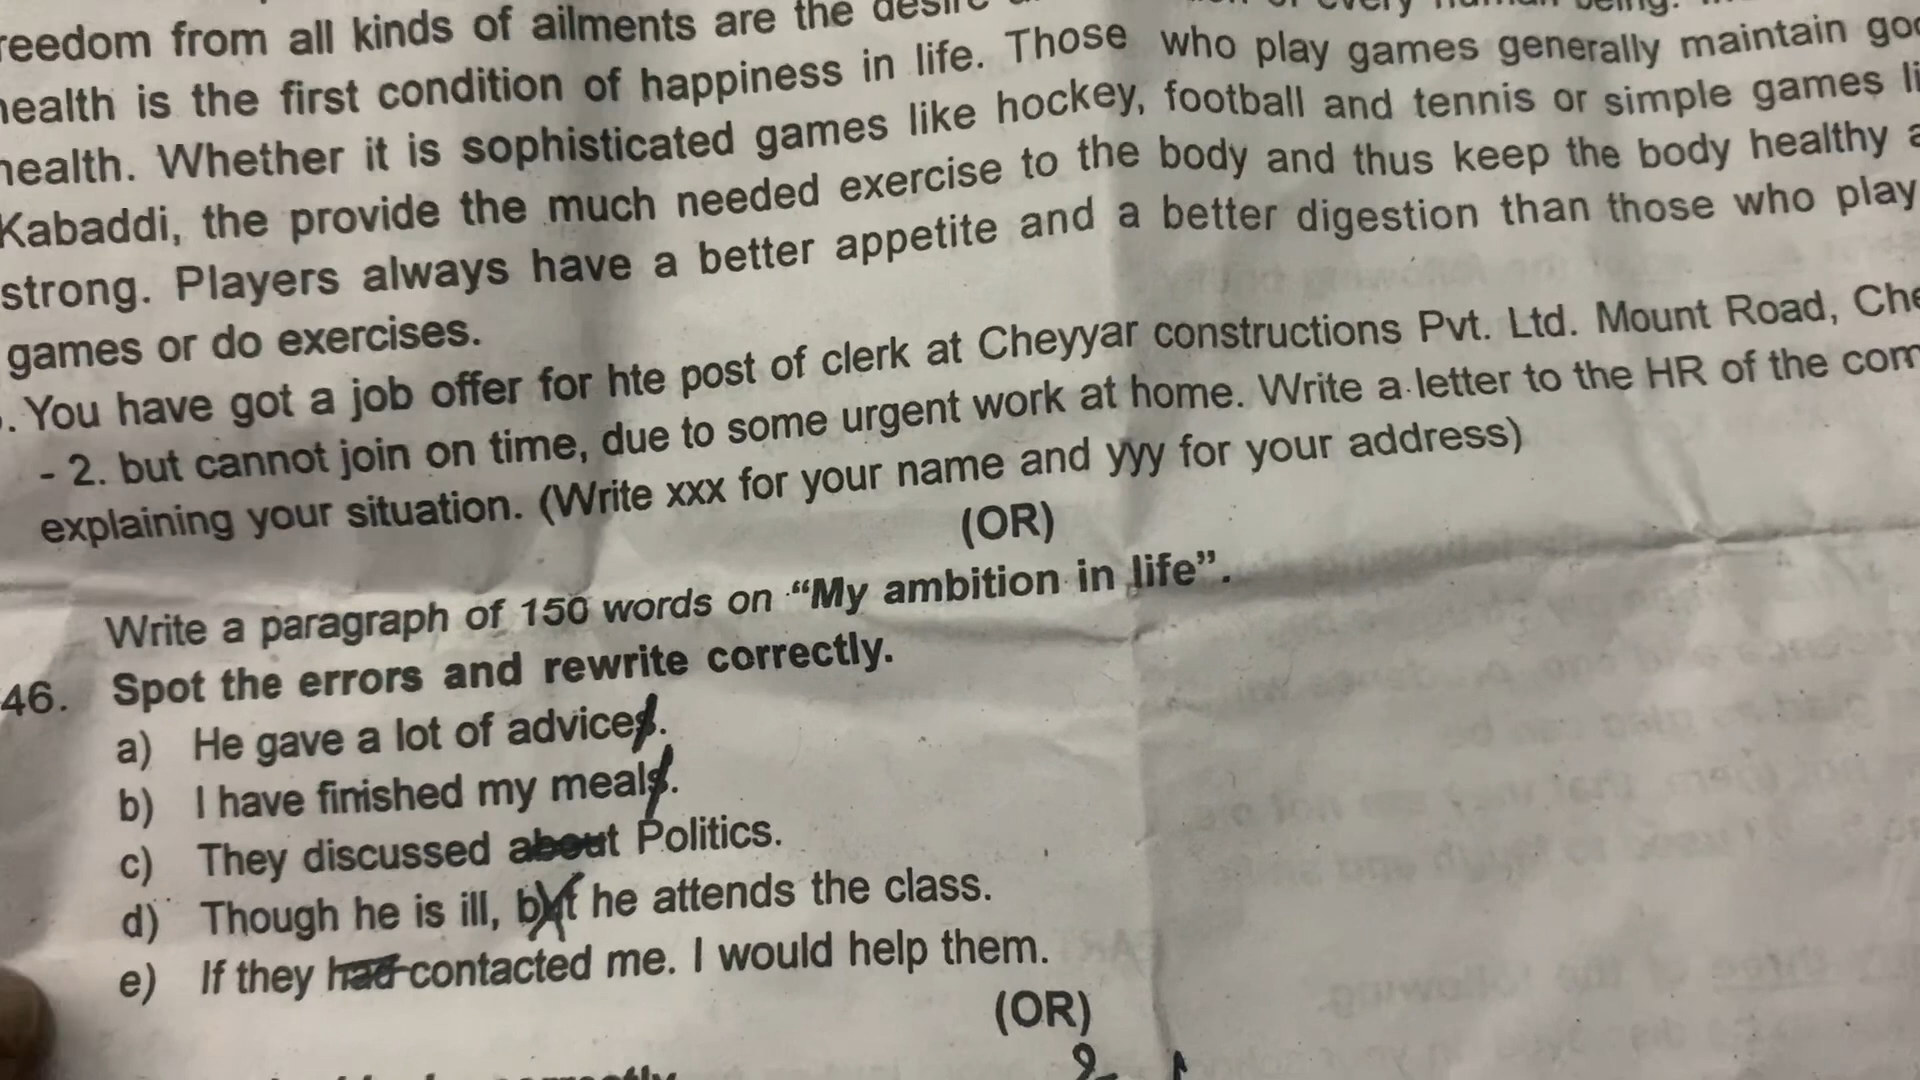 freedom from all kinds of ailments are the desire of every human being.
health is the first condition of happiness in life. Those who play games generally maintain
health. Whether it is sophisticated games like hockey, football and tennis or simple games
Kabaddi, the provide the much needed exercise to the body and thus keep the body healthy
strong. Players always have a better appetite and a better digestion than those who play
games or do exercises.
. You have got a job offer for hte post of clerk at Cheyyar constructions Pvt. Ltd. Mount Road,
- 2. but cannot join on time, due to some urgent work at home. Write a letter to the HR of the
explaining your situation. (Write xxx for your name and yyy for your address)
(OR)
Write a paragraph of 150 words on “My ambition in life”.
46. Spot the errors and rewrite correctly.
a) He gave a lot of advices.
b) I have finished my meals.
c) They discussed about Politics.
d) Though he is ill, but he attends the class.
e) If they had contacted me. I would help them.
(OR)